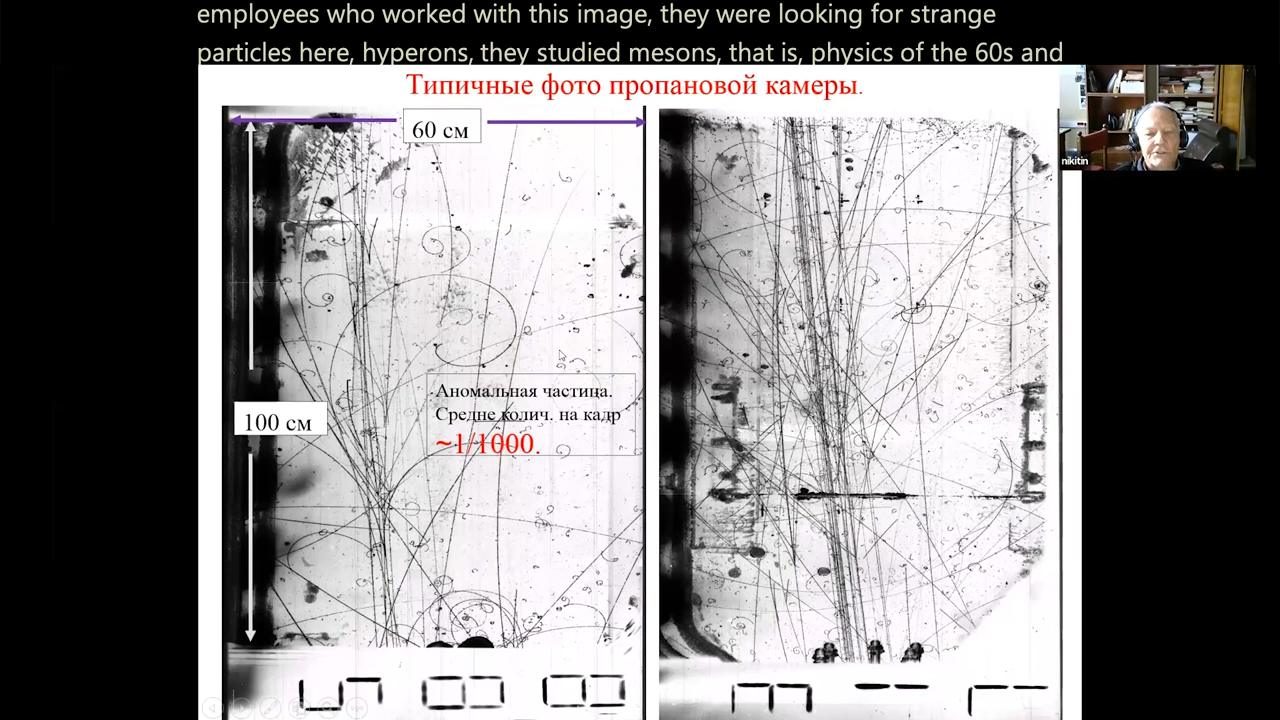 employees who worked with this image, they were looking for strange
particles here, hyperons, they studied mesons, that is, physics of the 60s and
Типичные фото пропановой камеры.
60 см
nikitin
Аномальная частица.
Средне колич. на кадр
~1/1000.
100 см